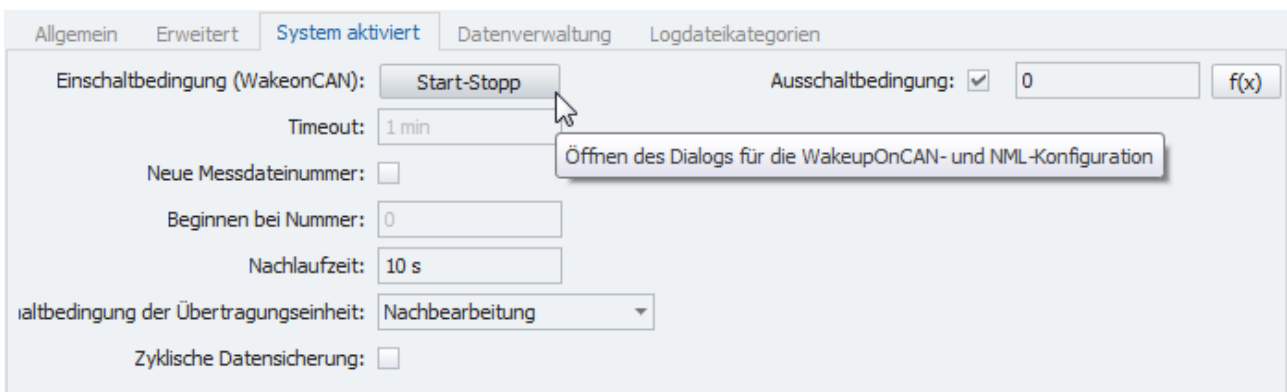 Allgemein Erweitert System aktiviert Datenverwaltung Logdateikategorien
Einschaltbedingung (WakeonCAN): Start-Stopp Ausschaltbedingung: 0 f(x)
Timeout: 1 min
Öffnen des Dialogs für die WakeupOnCAN- und NML-Konfiguration
Neue Messdateinummer:
Beginnen bei Nummer: 0
Nachlaufzeit: 10 s
altbedingung der Übertragungseinheit: Nachbearbeitung
Zyklische Datensicherung: